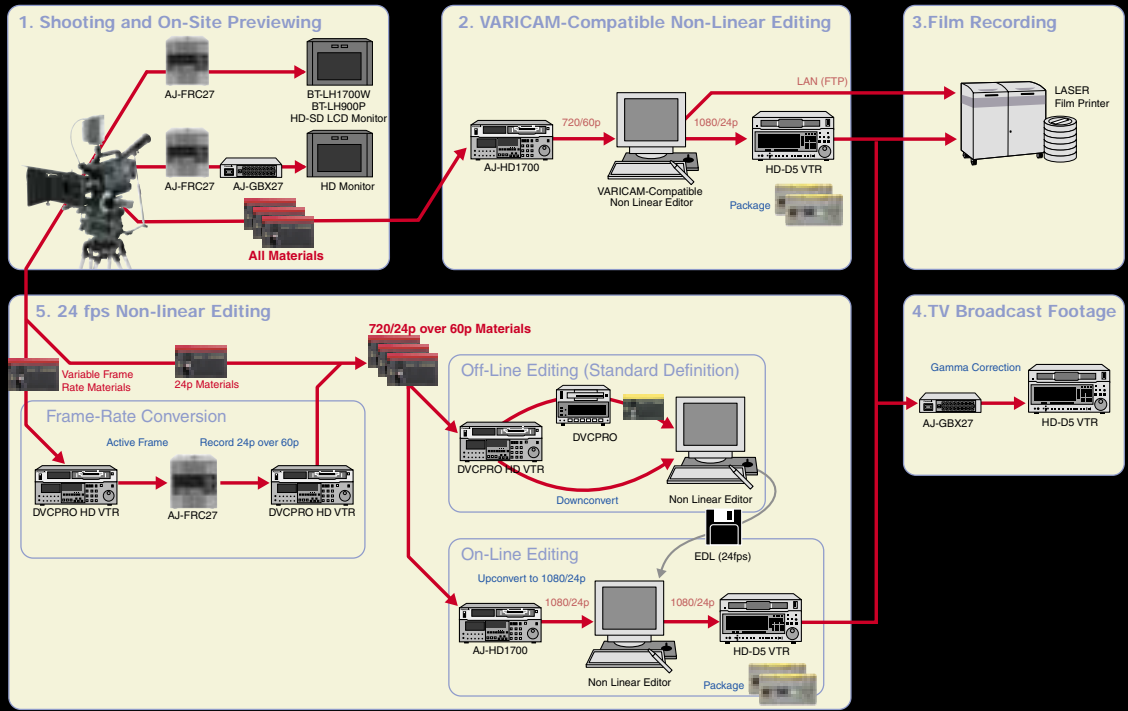 1. Shooting and On-Site Previewing
AJ-FRC27
BT-LH1700W
BT-LH900P
HD-SD LCD Monitor
AJ-FRC27
AJ-GBX27
HD Monitor
All Materials
2. VARICAM-Compatible Non-Linear Editing
LAN (FTP)
720/60p
1080/24p
AJ-HD1700
HD-D5 VTR
VARICAM-Compatible
Non Linear Editor
Package
3.Film Recording
LASER
Film Printer
4.TV Broadcast Footage
Gamma Correction
AJ-GBX27
HD-D5 VTR
5. 24 fps Non-linear Editing
720/24p over 60p Materials
Variable Frame
Rate Materials
24p Materials
Frame-Rate Conversion
Active Frame
Record 24p over 60p
DVCPRO HD VTR
AJ-FRC27
DVCPRO HD VTR
Off-Line Editing (Standard Definition)
DVCPRO
DVCPRO HD VTR
Downconvert
Non Linear Editor
EDL (24fps)
On-Line Editing
Upconvert to 1080/24p
1080/24p
1080/24p
AJ-HD1700
HD-D5 VTR
Non Linear Editor
Package